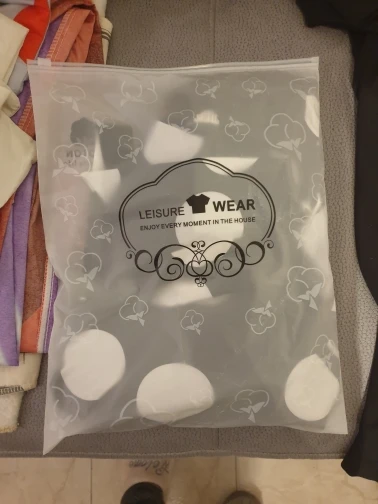 LEISURE WEAR
ENJOY EVERY MOMENT IN THE HOUSE